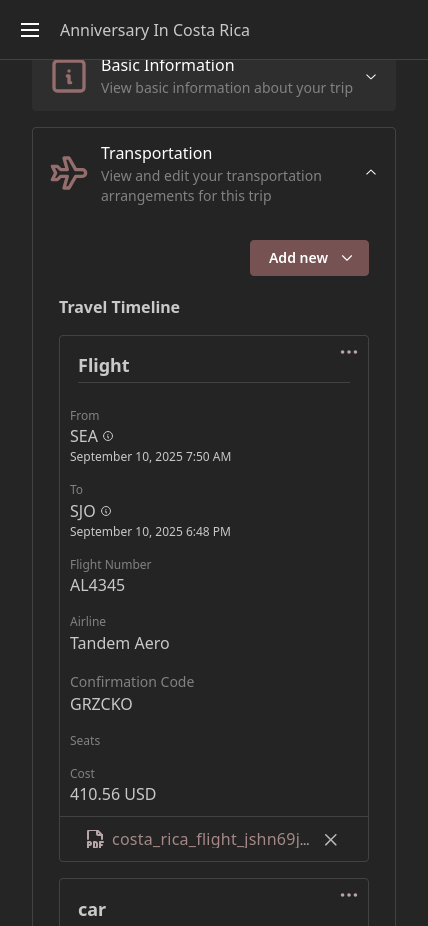 Anniversary In Costa Rica
Basic Information
View basic information about your trip
Transportation
View and edit your transportation
arrangements for this trip
Add new
Travel Timeline
Flight
From
SEA
September 10, 2025 7:50 AM
To
SJO
September 10, 2025 6:48 PM
Flight Number
AL4345
Airline
Tandem Aero
Confirmation Code
GRZCKO
Seats
Cost
410.56 USD
PDF costa_rica_flight_jshn69j...
car